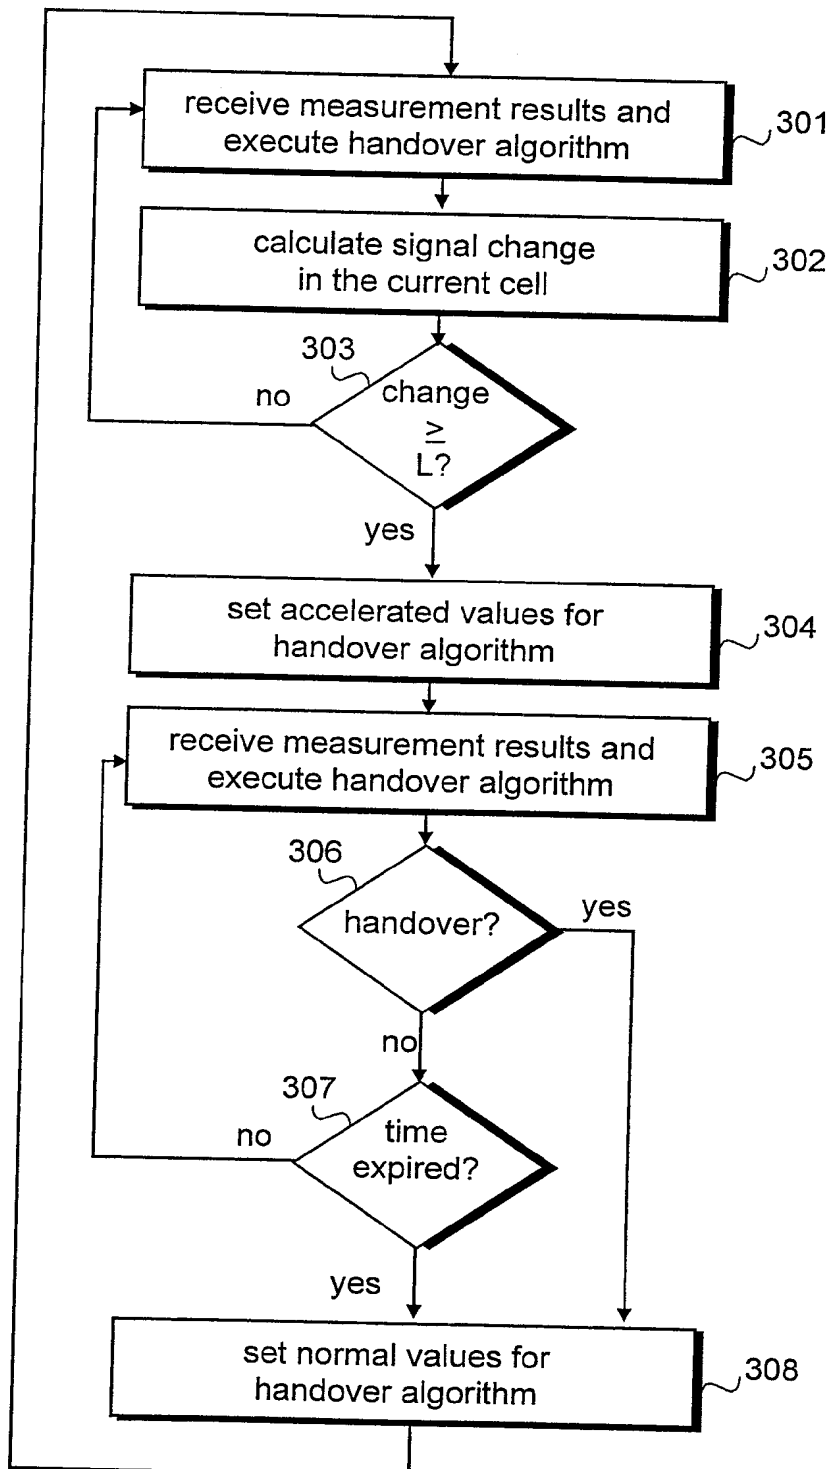 receive measurement results and
execute handover algorithm
301
calculate signal change
in the current cell
302
303
change
≥
L?
no
yes
set accelerated values for
handover algorithm
304
receive measurement results and
execute handover algorithm
305
306
handover?
yes
no
307
time
expired?
no
yes
set normal values for
handover algorithm
308